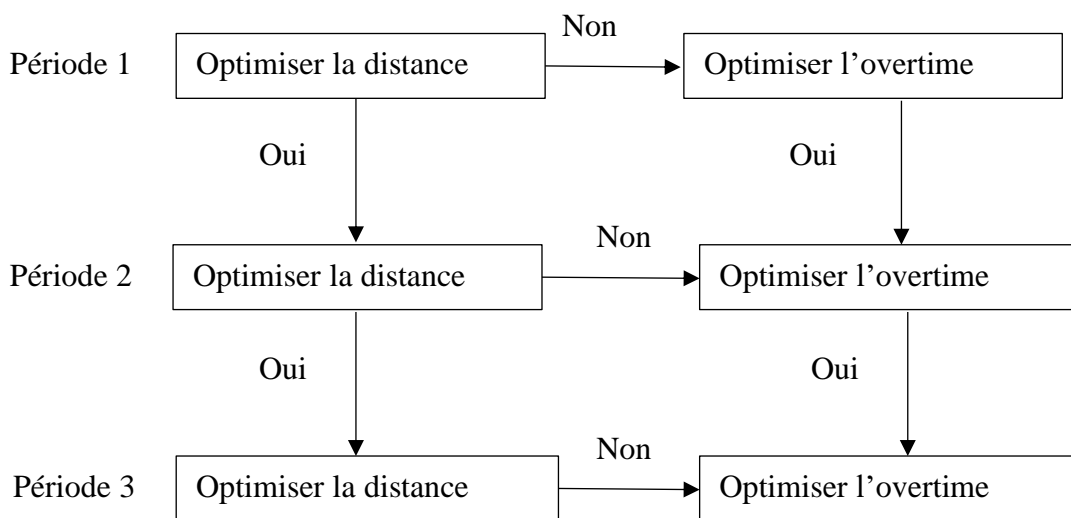 Non
Période 1
Optimiser la distance
Optimiser l’overtime
Oui
Oui
Non
Période 2
Optimiser la distance
Optimiser l’overtime
Oui
Oui
Non
Période 3
Optimiser la distance
Optimiser l’overtime